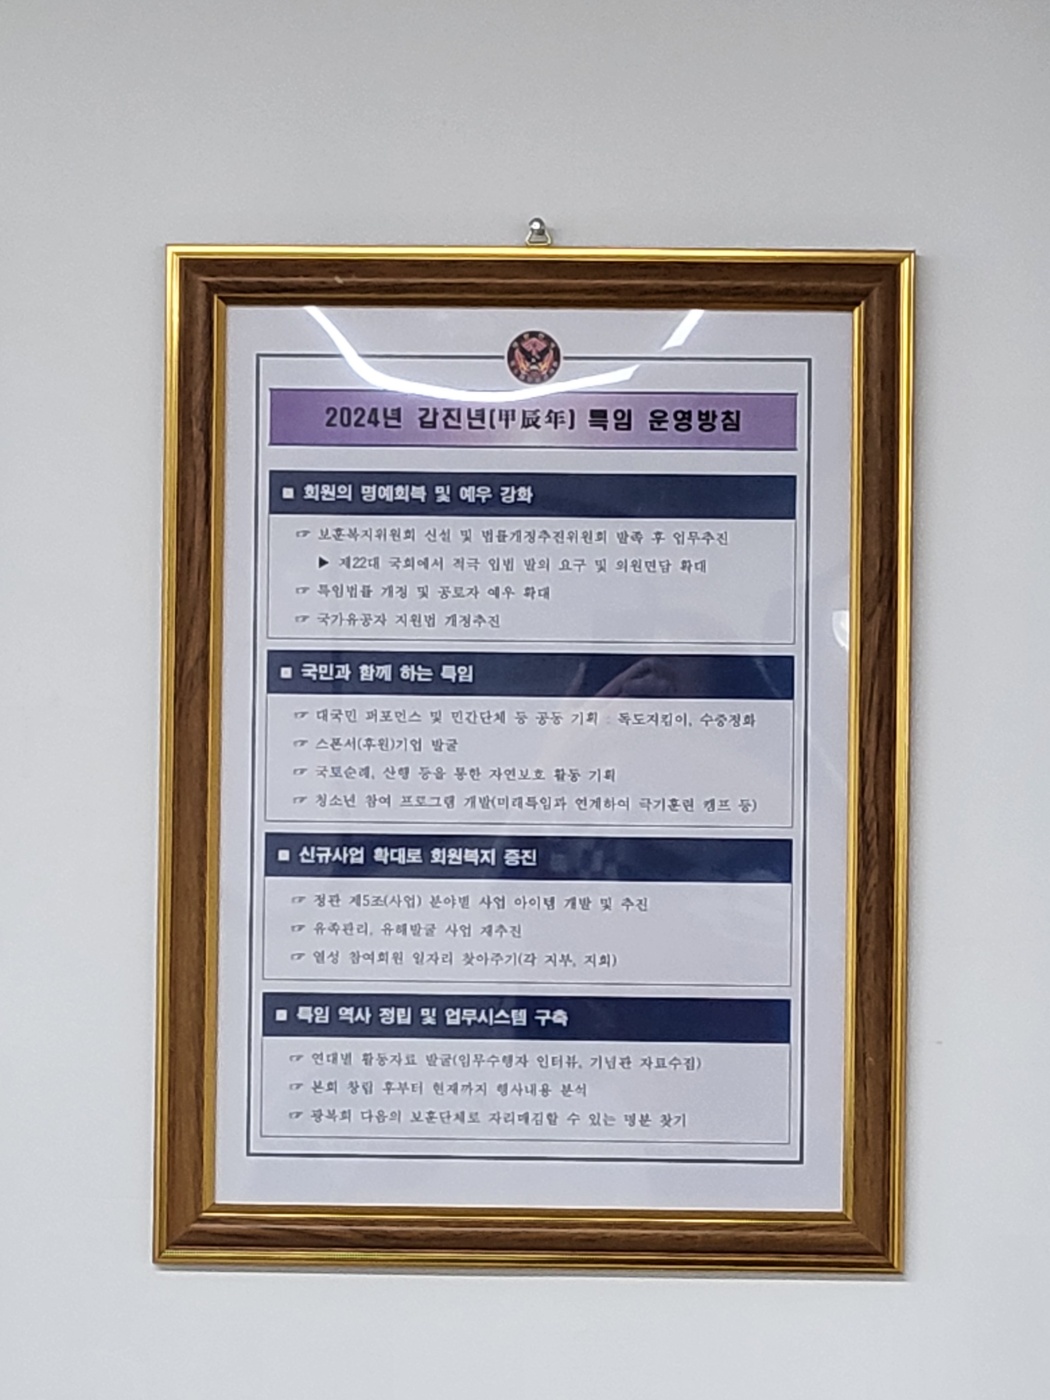 2024년 갑진년(甲辰年) 특임 운영방침
▣ 회원의 명예회복 및 예우 강화
☞ 보훈복지위원회 신설 및 법률개정추진위원회 발족 후 업무추진
▶ 제22대 국회에서 적극 입법 발의 요구 및 의원면담 확대
☞ 특임법률 개정 및 공로자 예우 확대
☞ 국가유공자 지원법 개정추진
▣ 국민과 함께 하는 특임
☞ 대국민 퍼포먼스 및 민간단체 등 공동 기획 : 독도지킴이, 수중정화
☞ 스폰서(후원)기업 발굴
☞ 국토순례, 산행 등을 통한 자연보호 활동 기획
☞ 청소년 참여 프로그램 개발(미래특임과 연계하여 극기훈련 캠프 등)
▣ 신규사업 확대로 회원복지 증진
☞ 정관 제5조(사업) 분야별 사업 아이템 개발 및 추진
☞ 유족관리, 유해발굴 사업 재추진
☞ 열성 참여회원 일자리 찾아주기(각 지부, 지회)
▣ 특임 역사 정립 및 업무시스템 구축
☞ 연대별 활동자료 발굴(임무수행자 인터뷰, 기념관 자료수집)
☞ 본회 창립 후부터 현재까지 행사내용 분석
☞ 광복회 다음의 보훈단체로 자리매김할 수 있는 명분 찾기